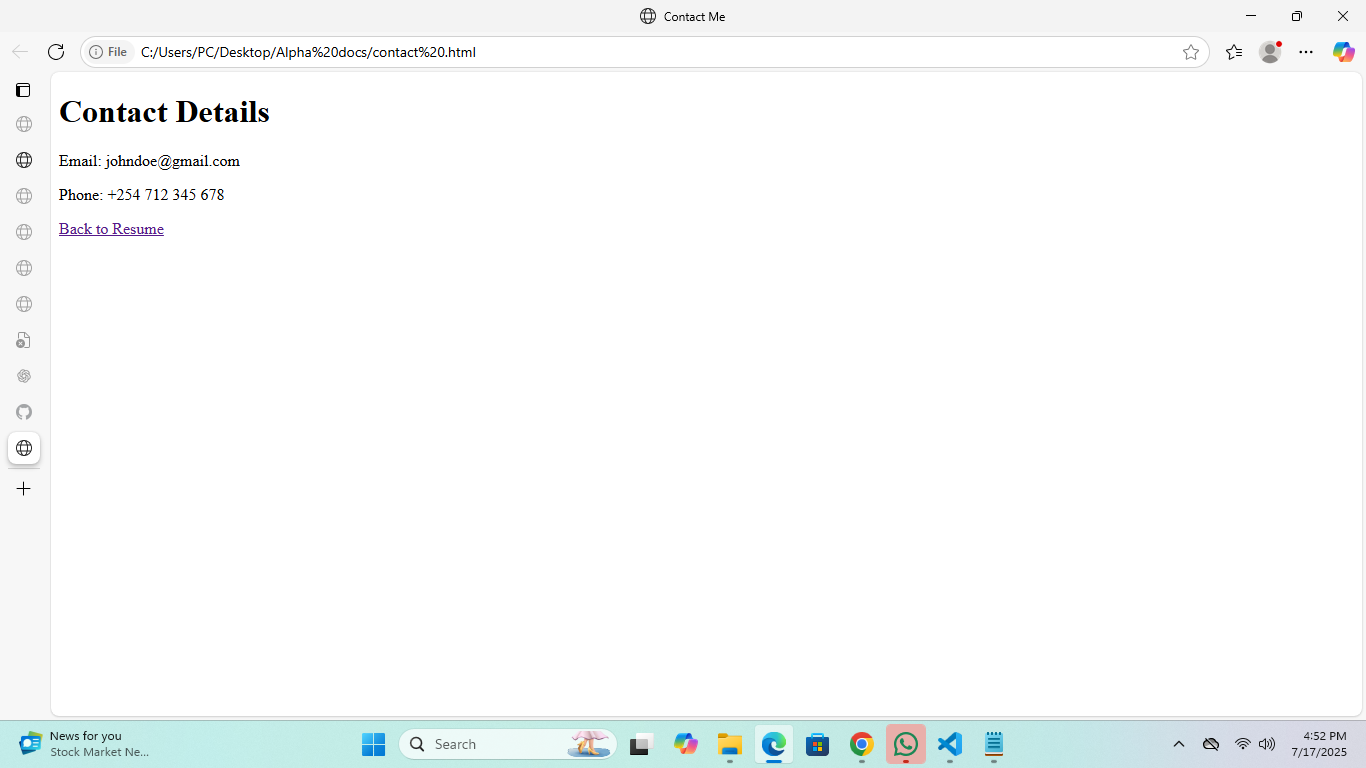 Contact Me
File
C:/Users/PC/Desktop/Alpha%20docs/contact%20.html
Contact Details
Email: johndoe@gmail.com
Phone: +254 712 345 678
Back to Resume
News for you
Stock Market Ne...
Search
4:52 PM
7/17/2025